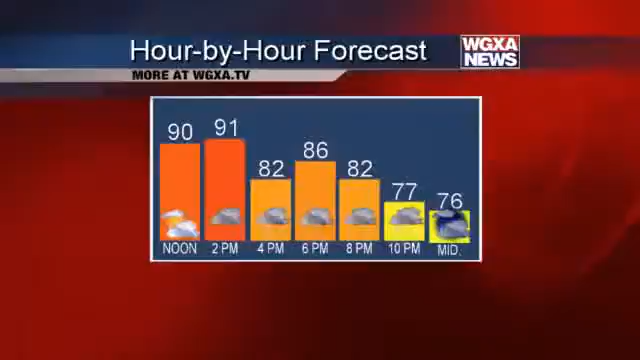 Hour-by-Hour Forecast
WGXA
NEWS
MORE AT WGXA.TV
90 91 82 86 82 77 76
NOON 2 PM 4 PM 6 PM 8 PM 10 PM MID.